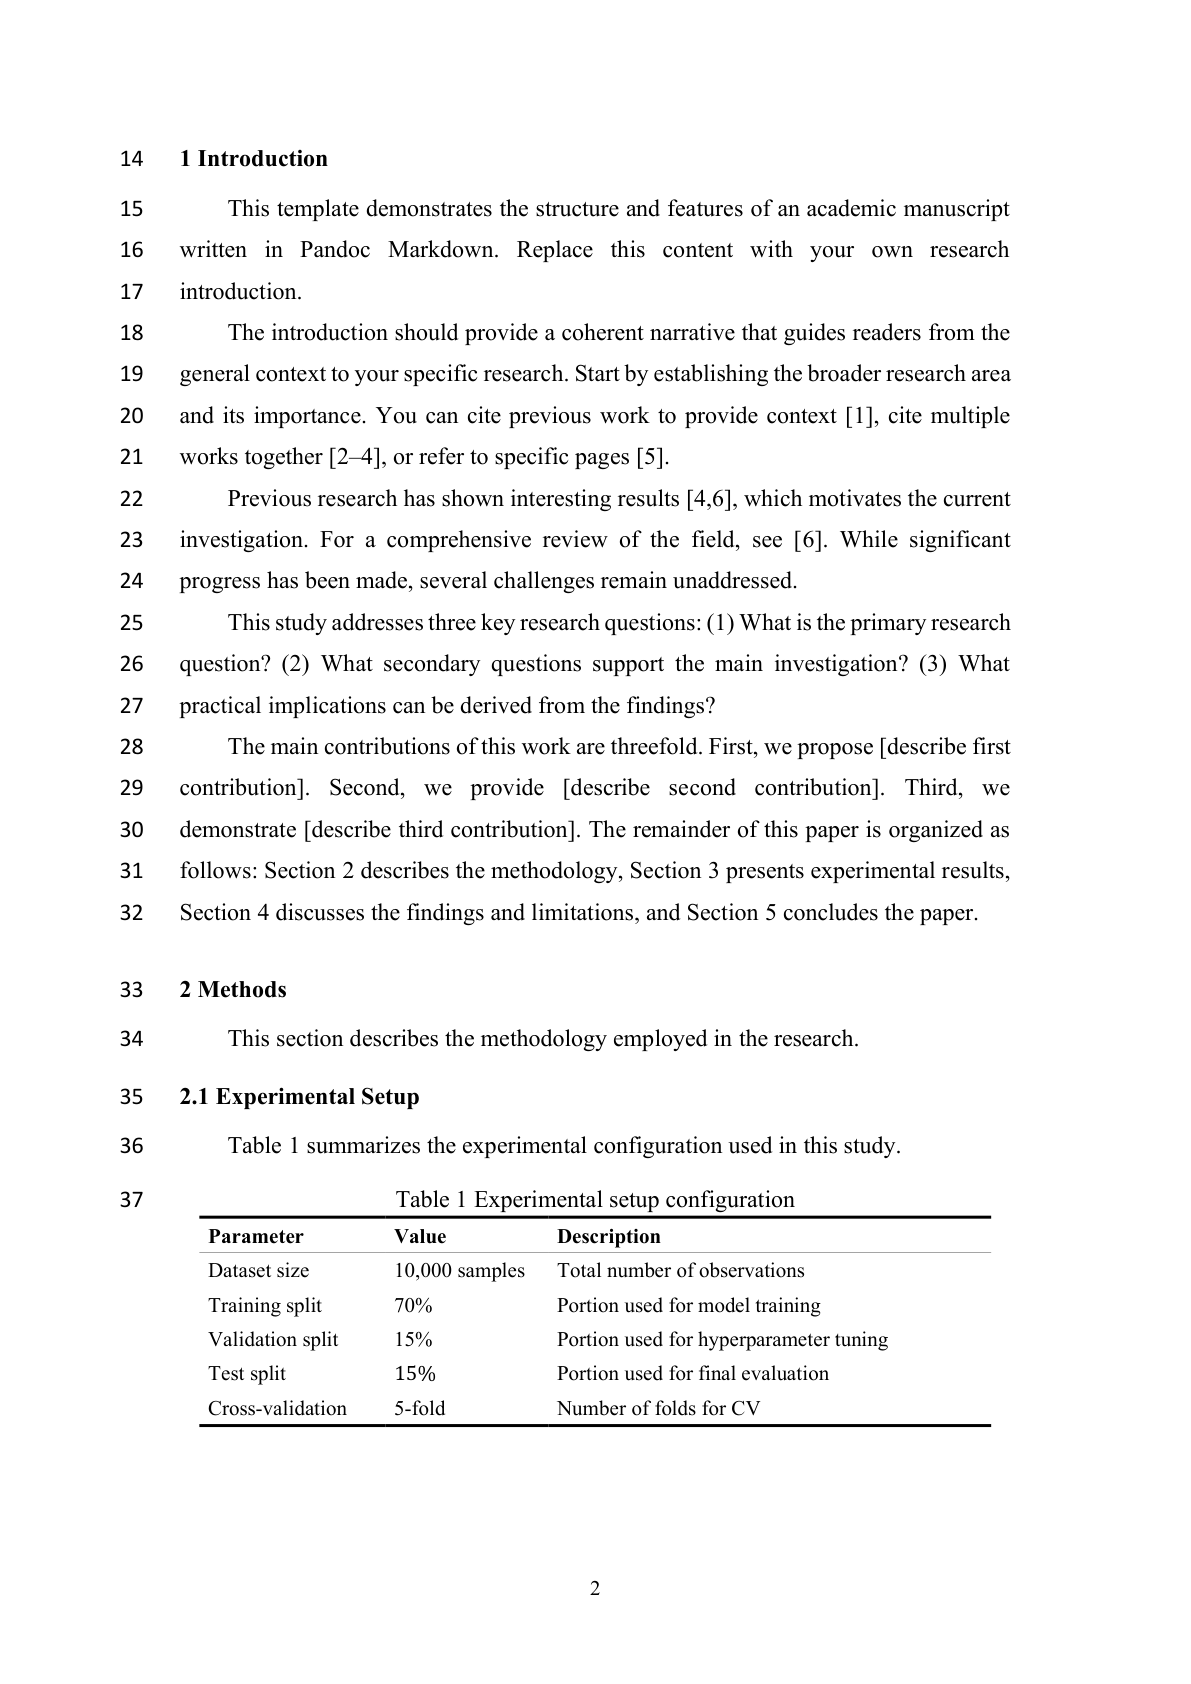 14 1 Introduction
15 This template demonstrates the structure and features of an academic manuscript
16 written in Pandoc Markdown. Replace this content with your own research
17 introduction.
18 The introduction should provide a coherent narrative that guides readers from the
19 general context to your specific research. Start by establishing the broader research area
20 and its importance. You can cite previous work to provide context [1], cite multiple
21 works together [2–4], or refer to specific pages [5].
22 Previous research has shown interesting results [4,6], which motivates the current
23 investigation. For a comprehensive review of the field, see [6]. While significant
24 progress has been made, several challenges remain unaddressed.
25 This study addresses three key research questions: (1) What is the primary research
26 question? (2) What secondary questions support the main investigation? (3) What
27 practical implications can be derived from the findings?
28 The main contributions of this work are threefold. First, we propose [describe first
29 contribution]. Second, we provide [describe second contribution]. Third, we
30 demonstrate [describe third contribution]. The remainder of this paper is organized as
31 follows: Section 2 describes the methodology, Section 3 presents experimental results,
32 Section 4 discusses the findings and limitations, and Section 5 concludes the paper.
33 2 Methods
34 This section describes the methodology employed in the research.
35 2.1 Experimental Setup
36 Table 1 summarizes the experimental configuration used in this study.
37 Table 1 Experimental setup configuration
Parameter Value Description
Dataset size 10,000 samples Total number of observations
Training split 70% Portion used for model training
Validation split 15% Portion used for hyperparameter tuning
Test split 15% Portion used for final evaluation
Cross-validation 5-fold Number of folds for CV
2